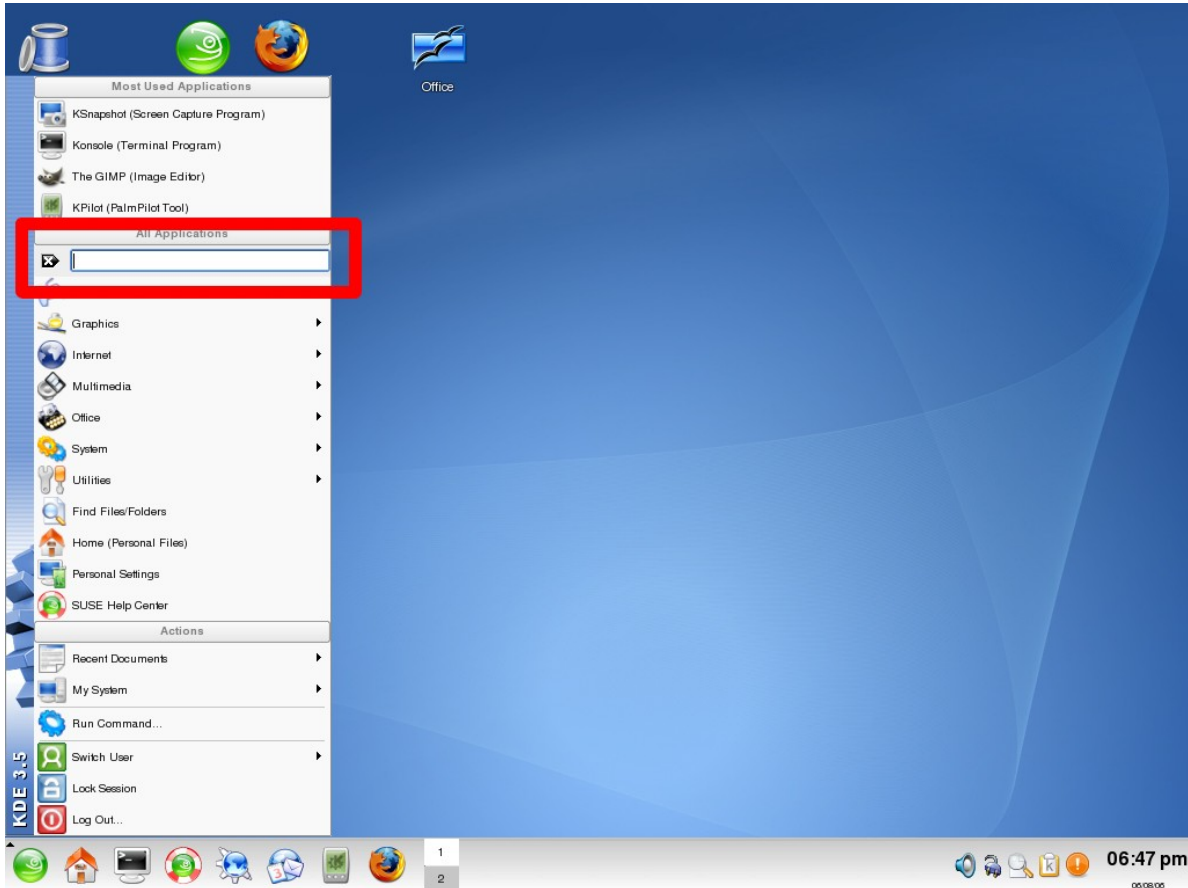 Office
Most Used Applications
KSnapshot (Screen Capture Program)
Konsole (Terminal Program)
The GIMP (Image Editor)
KPilot (PalmPilot Tool)
All Applications
Graphics
Internet
Multimedia
Office
System
Utilities
Find Files/Folders
Home (Personal Files)
Personal Settings
SUSE Help Center
Actions
Recent Documents
My System
Run Command...
Switch User
Lock Session
Log Out...
KDE 3.5
1
2
06:47 pm
06/08/06